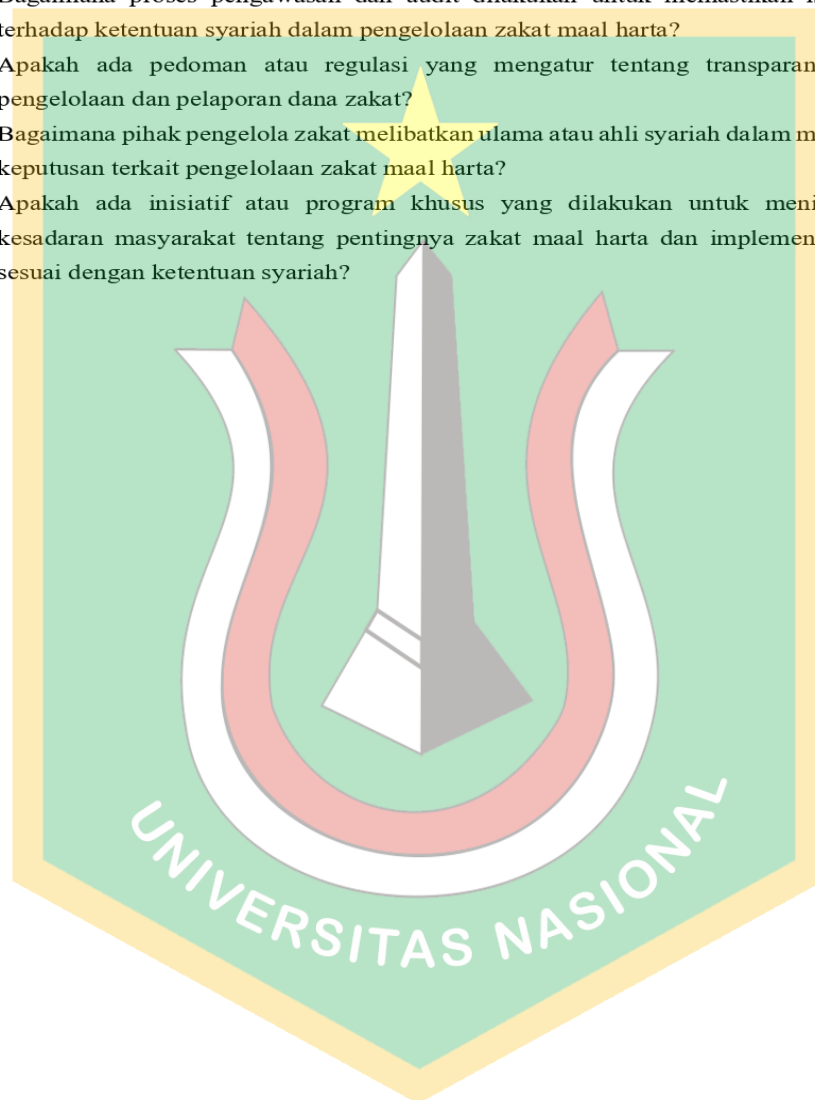 terhadap ketentuan syariah dalam pengelolaan zakat maal harta?
Apakah ada pedoman atau regulasi yang mengatur tentang transparan
pengelolaan dan pelaporan dana zakat?
Bagaimana pihak pengelola zakat melibatkan ulama atau ahli syariah dalam m
keputusan terkait pengelolaan zakat maal harta?
Apakah ada inisiatif atau program khusus yang dilakukan untuk meni
kesadaran masyarakat tentang pentingnya zakat maal harta dan implemen
sesuai dengan ketentuan syariah?
UNIVERSITAS NASIONAL